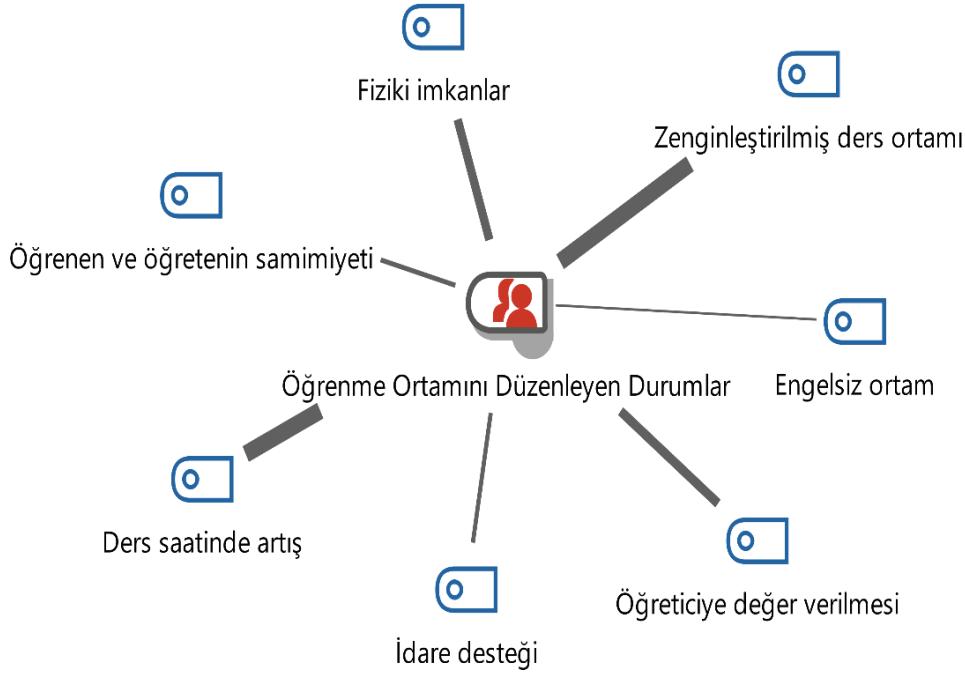 Fiziki imkanlar
Zenginleştirilmiş ders ortamı
Öğrenen ve öğretenin samimiyeti
Öğrenme Ortamını Düzenleyen Durumlar
Engelsiz ortam
Ders saatinde artış
Öğreticiye değer verilmesi
İdare desteği